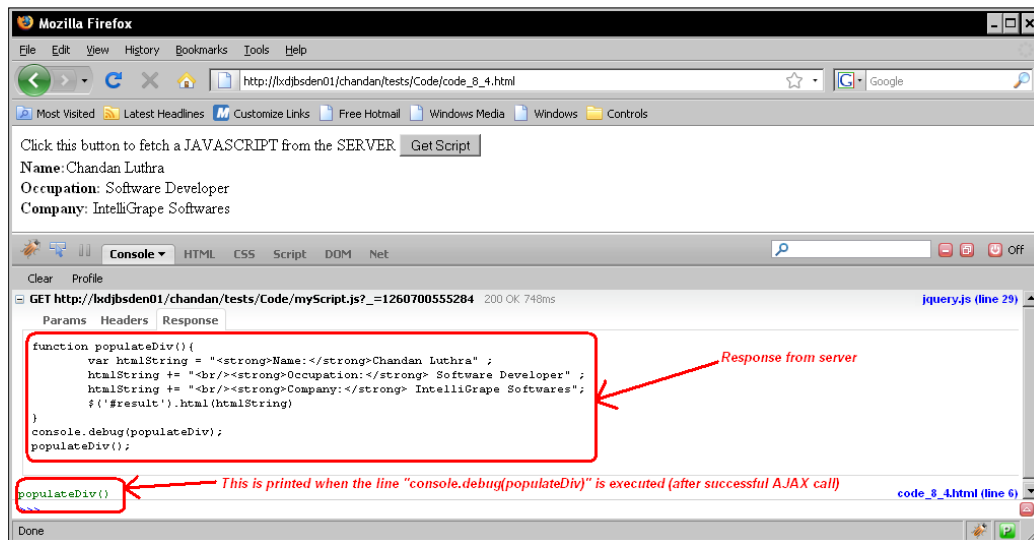 Mozilla Firefox
File Edit View History Bookmarks Tools Help
http://lxdjbsden01/chandan/tests/Code/code_8_4.html
G Google
Most Visited Latest Headlines Customize Links Free Hotmail Windows Media Windows Controls
Click this button to fetch a JAVASCRIPT from the SERVER Get Script
Name:Chandan Luthra
Occupation: Software Developer
Company: IntelliGrape Softwares
Console HTML CSS Script DOM Net Off
Clear Profile
GET http://lxdjbsden01/chandan/tests/Code/myScript.js?_=1260700555284 200 OK 748ms jquery.js (line 29)
Params Headers Response
function populateDiv(){
var htmlString = "<strong>Name:</strong>Chandan Luthra" ;
htmlString += "<br/><strong>Occupation:</strong> Software Developer" ;
htmlString += "<br/><strong>Company:</strong> IntelliGrape Softwares";
$('#result').html(htmlString)
}
console.debug(populateDiv);
populateDiv();
Response from server
This is printed when the line "console.debug(populateDiv)" is executed (after successful AJAX call)
populateDiv()
code_8_4.html (line 6)
>>>
Done